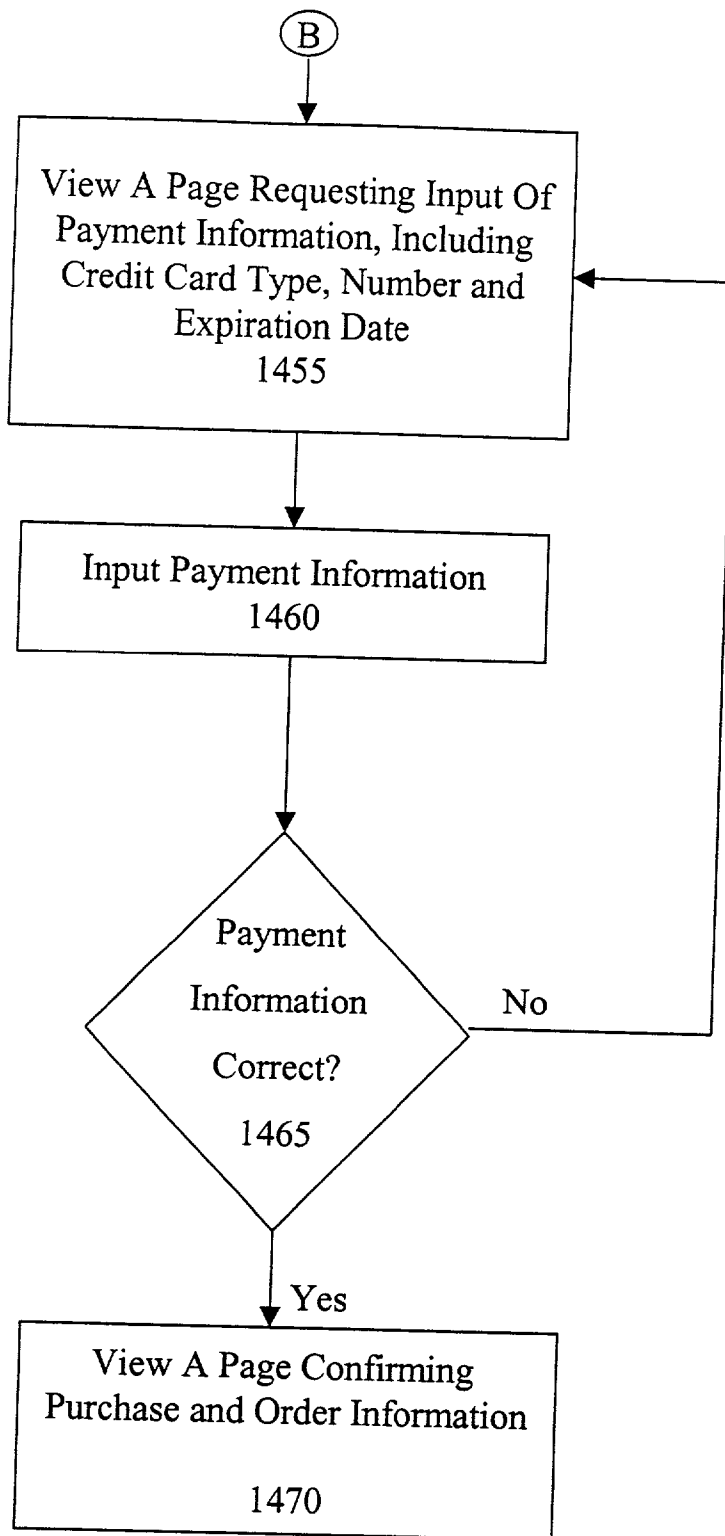 B
View A Page Requesting Input Of
Payment Information, Including
Credit Card Type, Number and
Expiration Date
1455
Input Payment Information
1460
Payment
Information
Correct?
1465
No
Yes
View A Page Confirming
Purchase and Order Information
1470